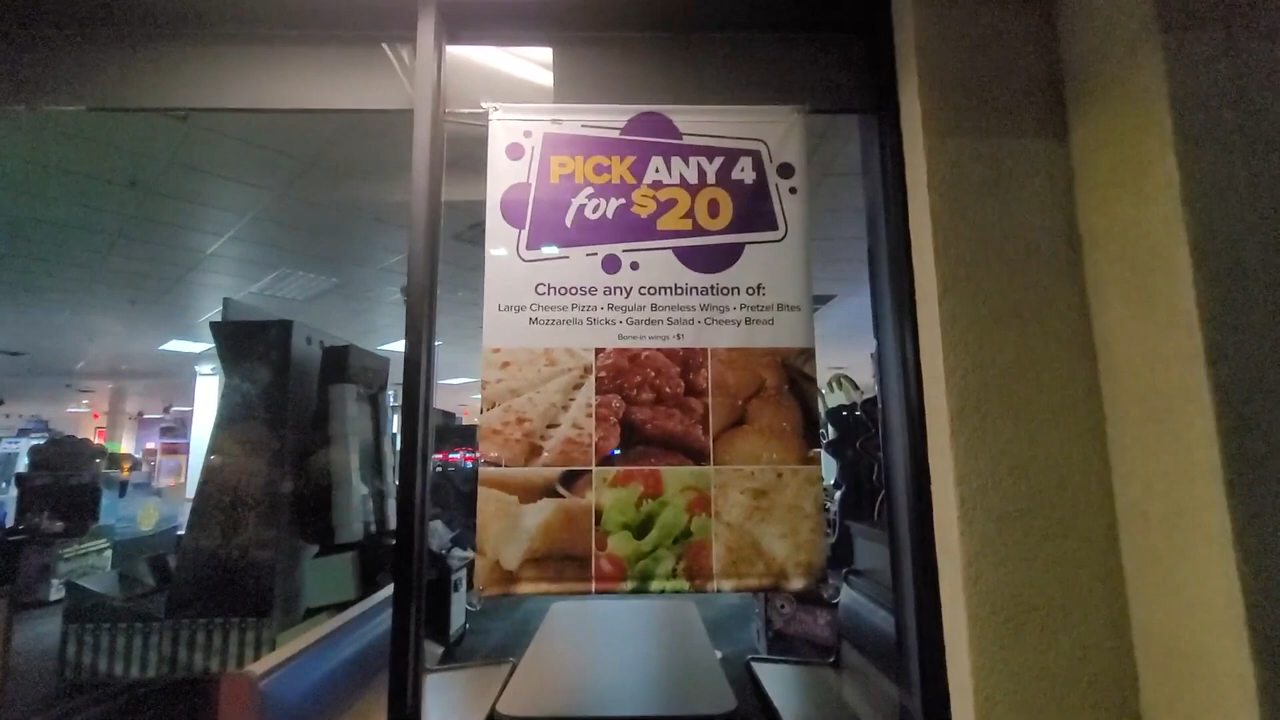 PICK ANY 4
for $20
Choose any combination of:
Large Cheese Pizza • Regular Boneless Wings • Pretzel Bites
Mozzarella Sticks • Garden Salad • Cheesy Bread
Bone-in wings +$1